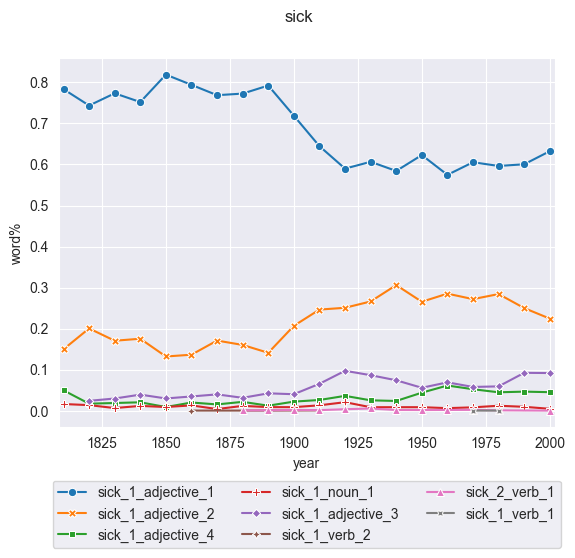 sick
0.8
0.7
0.6
0.5
0.4
0.3
0.2
0.1
0.0
word%
1825 1850 1875 1900 1925 1950 1975 2000
year
sick_1_adjective_1 sick_1_noun_1 sick_2_verb_1
sick_1_adjective_2 sick_1_adjective_3 sick_1_verb_1
sick_1_adjective_4 sick_1_verb_2